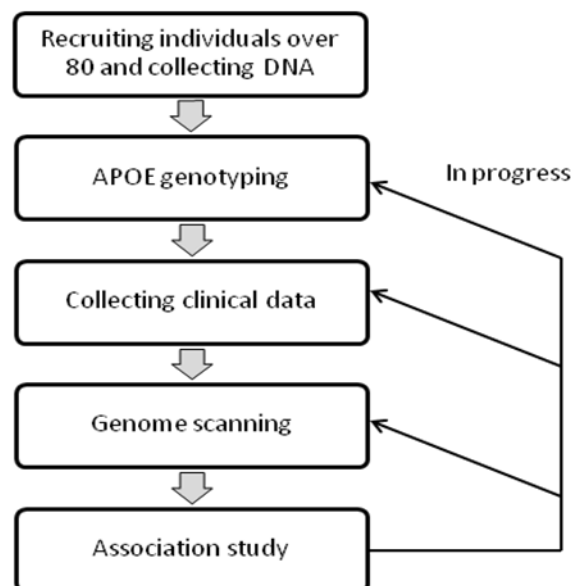 Recruiting individuals over
80 and collecting DNA
APOE genotyping
In progress
Collecting clinical data
Genome scanning
Association study